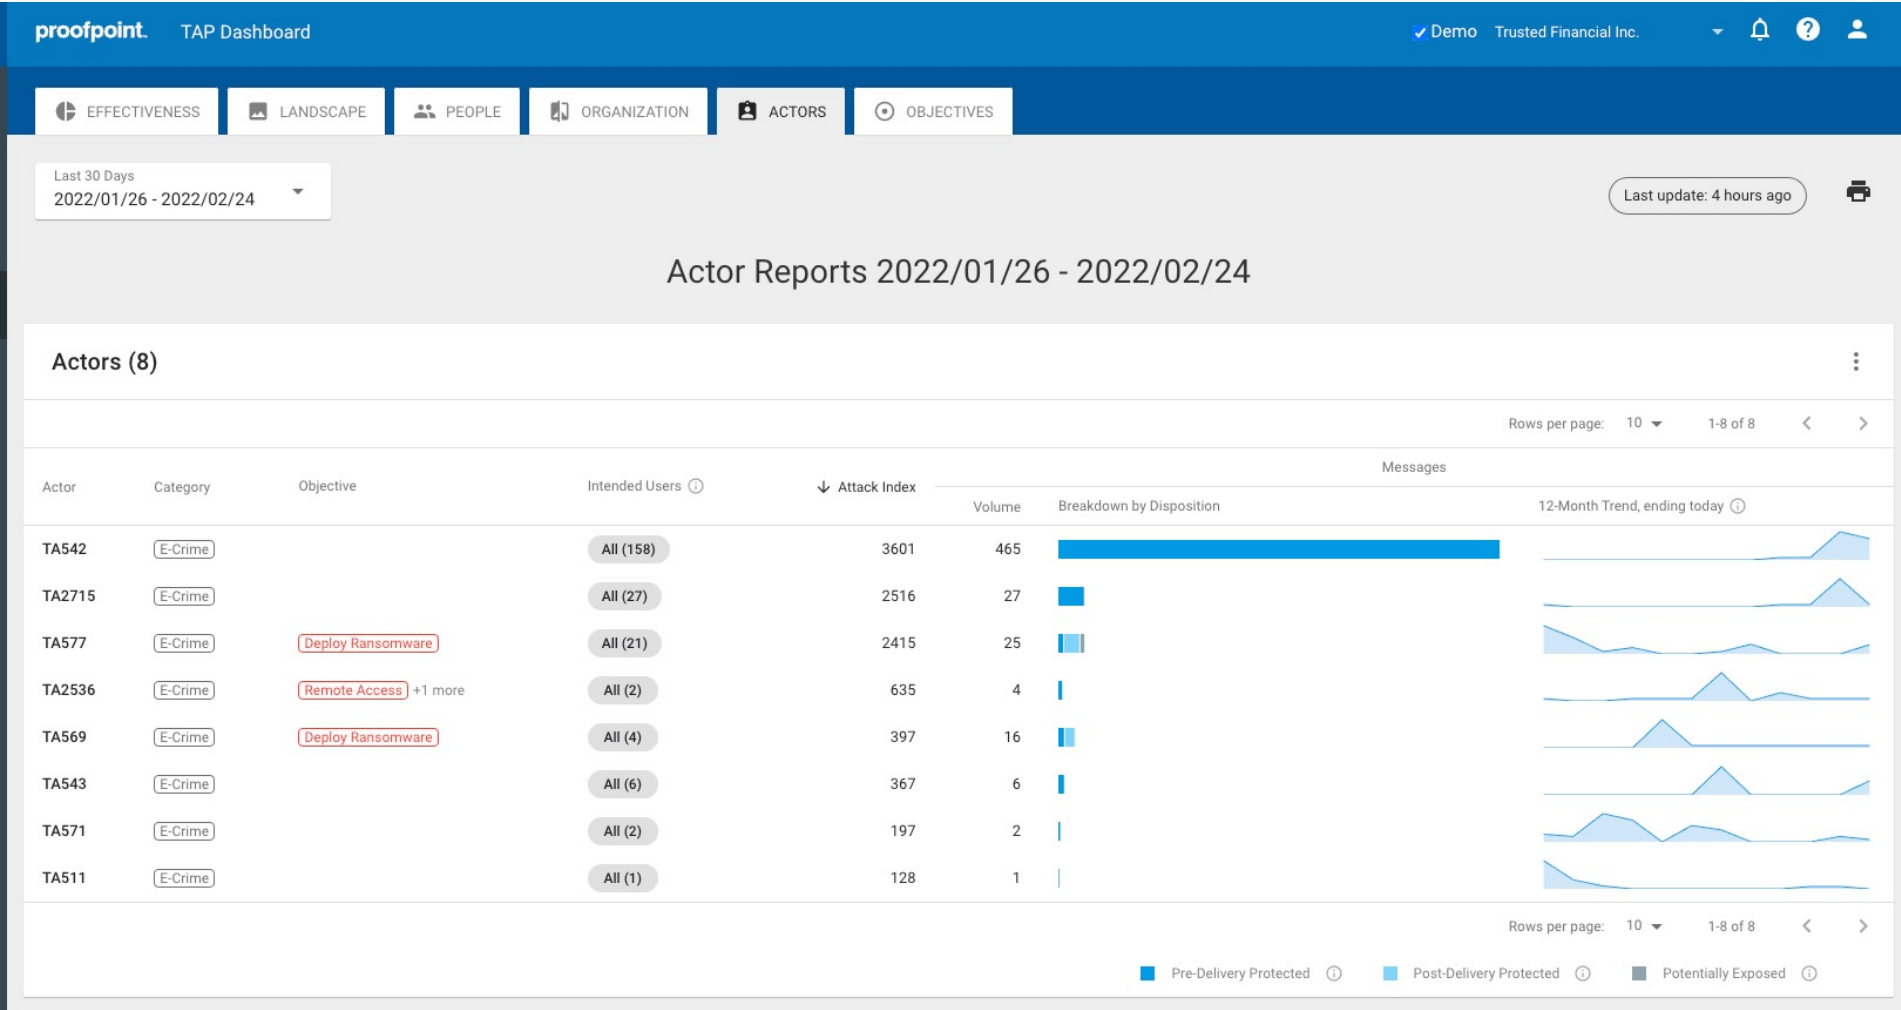 proofpoint. TAP Dashboard Demo Trusted Financial Inc.
EFFECTIVENESS LANDSCAPE PEOPLE ORGANIZATION ACTORS OBJECTIVES
Last 30 Days
2022/01/26 - 2022/02/24
Last update: 4 hours ago
Actor Reports 2022/01/26 - 2022/02/24
Actors (8)
Rows per page: 10 1-8 of 8
Messages
Actor Category Objective Intended Users Attack Index
Volume Breakdown by Disposition 12-Month Trend, ending today
TA542 E-Crime All (158) 3601 465
TA2715 E-Crime All (27) 2516 27
TA577 E-Crime Deploy Ransomware All (21) 2415 25
TA2536 E-Crime Remote Access +1 more All (2) 635 4
TA569 E-Crime Deploy Ransomware All (4) 397 16
TA543 E-Crime All (6) 367 6
TA571 E-Crime All (2) 197 2
TA511 E-Crime All (1) 128 1
Rows per page: 10 1-8 of 8
Pre-Delivery Protected Post-Delivery Protected Potentially Exposed